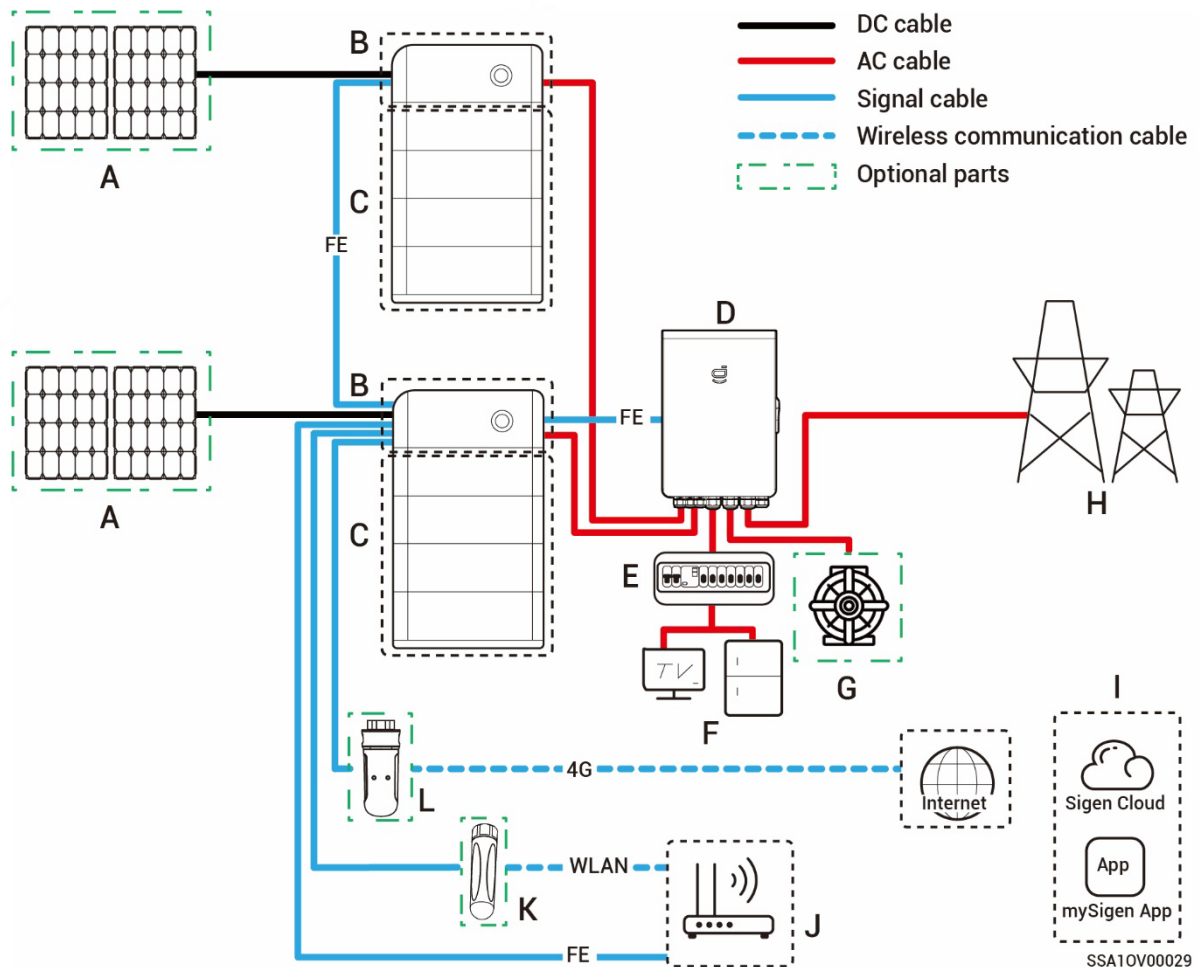 DC cable
AC cable
Signal cable
Wireless communication cable
Optional parts
A
B
C
FE
A
B
C
FE
D
E
TV
F
G
H
I
Sigen Cloud
App
mySigen App
L
4G
Internet
K
WLAN
J
FE
SSA1OV00029